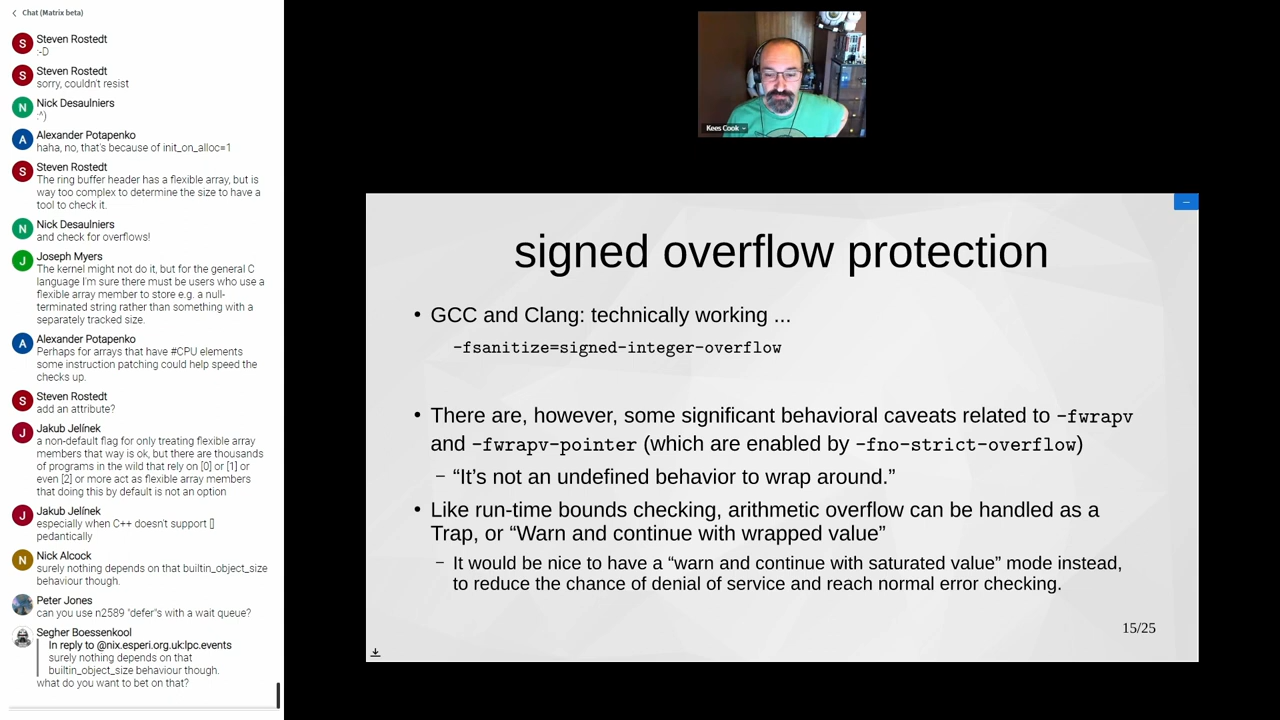 Chat (Matrix beta)
Steven Rostedt
:-D
Steven Rostedt
sorry, couldn't resist
Nick Desaulniers
:^)
Alexander Potapenko
haha, no, that's because of init_on_alloc=1
Steven Rostedt
The ring buffer header has a flexible array, but is
way too complex to determine the size to have a
tool to check it.
Nick Desaulniers
and check for overflows!
Joseph Myers
The kernel might not do it, but for the general C
language I'm sure there must be users who use a
flexible array member to store e.g. a null-
terminated string rather than something with a
separately tracked size.
Alexander Potapenko
Perhaps for arrays that have #CPU elements
some instruction patching could help speed the
checks up.
Steven Rostedt
add an attribute?
Jakub Jelínek
a non-default flag for only treating flexible array
members that way is ok, but there are thousands
of programs in the wild that rely on [0] or [1] or
even [2] or more act as flexible array members
that doing this by default is not an option
Jakub Jelínek
especially when C++ doesn't support []
pedantically
Nick Alcock
surely nothing depends on that builtin_object_size
behaviour though.
Peter Jones
can you use n2589 "defer"s with a wait queue?
Segher Boessenkool
In reply to @nix.esperi.org.uk:lpc.events
surely nothing depends on that
builtin_object_size behaviour though.
what do you want to bet on that?
Kees Cook
signed overflow protection
• GCC and Clang: technically working ...
-fsanitize=signed-integer-overflow
• There are, however, some significant behavioral caveats related to -fwrapv
and -fwrapv-pointer (which are enabled by -fno-strict-overflow)
– “It’s not an undefined behavior to wrap around.”
• Like run-time bounds checking, arithmetic overflow can be handled as a
Trap, or “Warn and continue with wrapped value”
– It would be nice to have a “warn and continue with saturated value” mode instead,
to reduce the chance of denial of service and reach normal error checking.
15/25